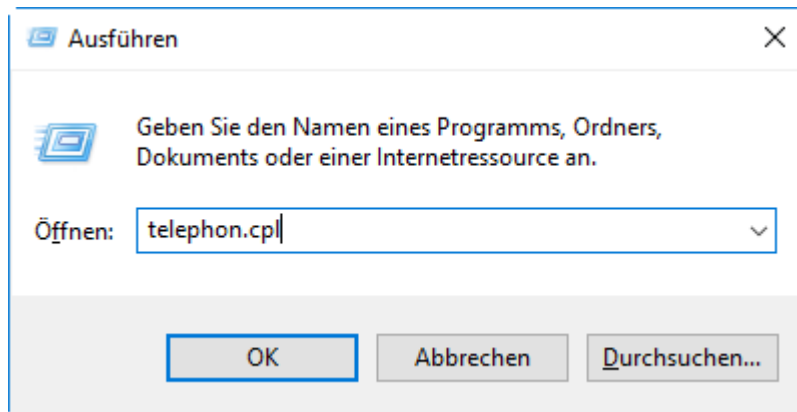 Ausführen
Geben Sie den Namen eines Programms, Ordners,
Dokuments oder einer Internetressource an.
Öffnen: telephon.cpl
OK Abbrechen Durchsuchen...